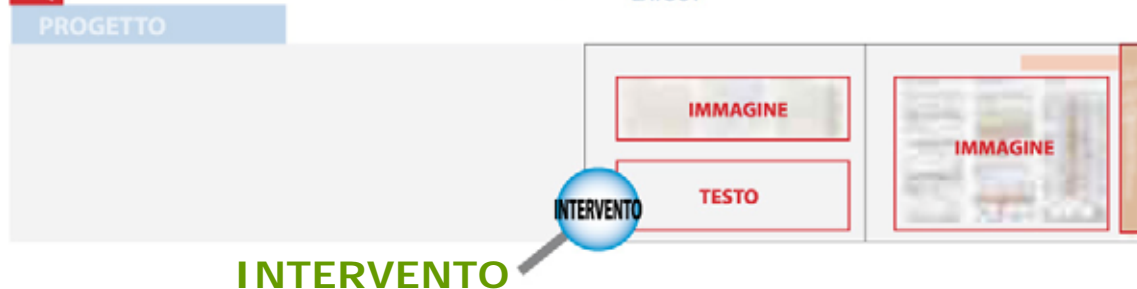 PROGETTO
IMMAGINE
IMMAGINE
TESTO
INTERVENTO
INTERVENTO